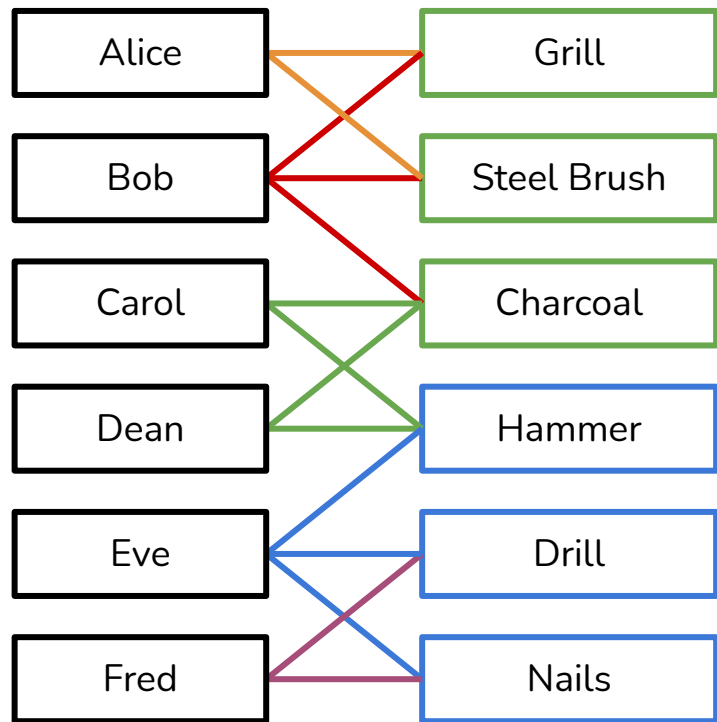 Alice
Grill
Bob
Steel Brush
Carol
Charcoal
Dean
Hammer
Eve
Drill
Fred
Nails